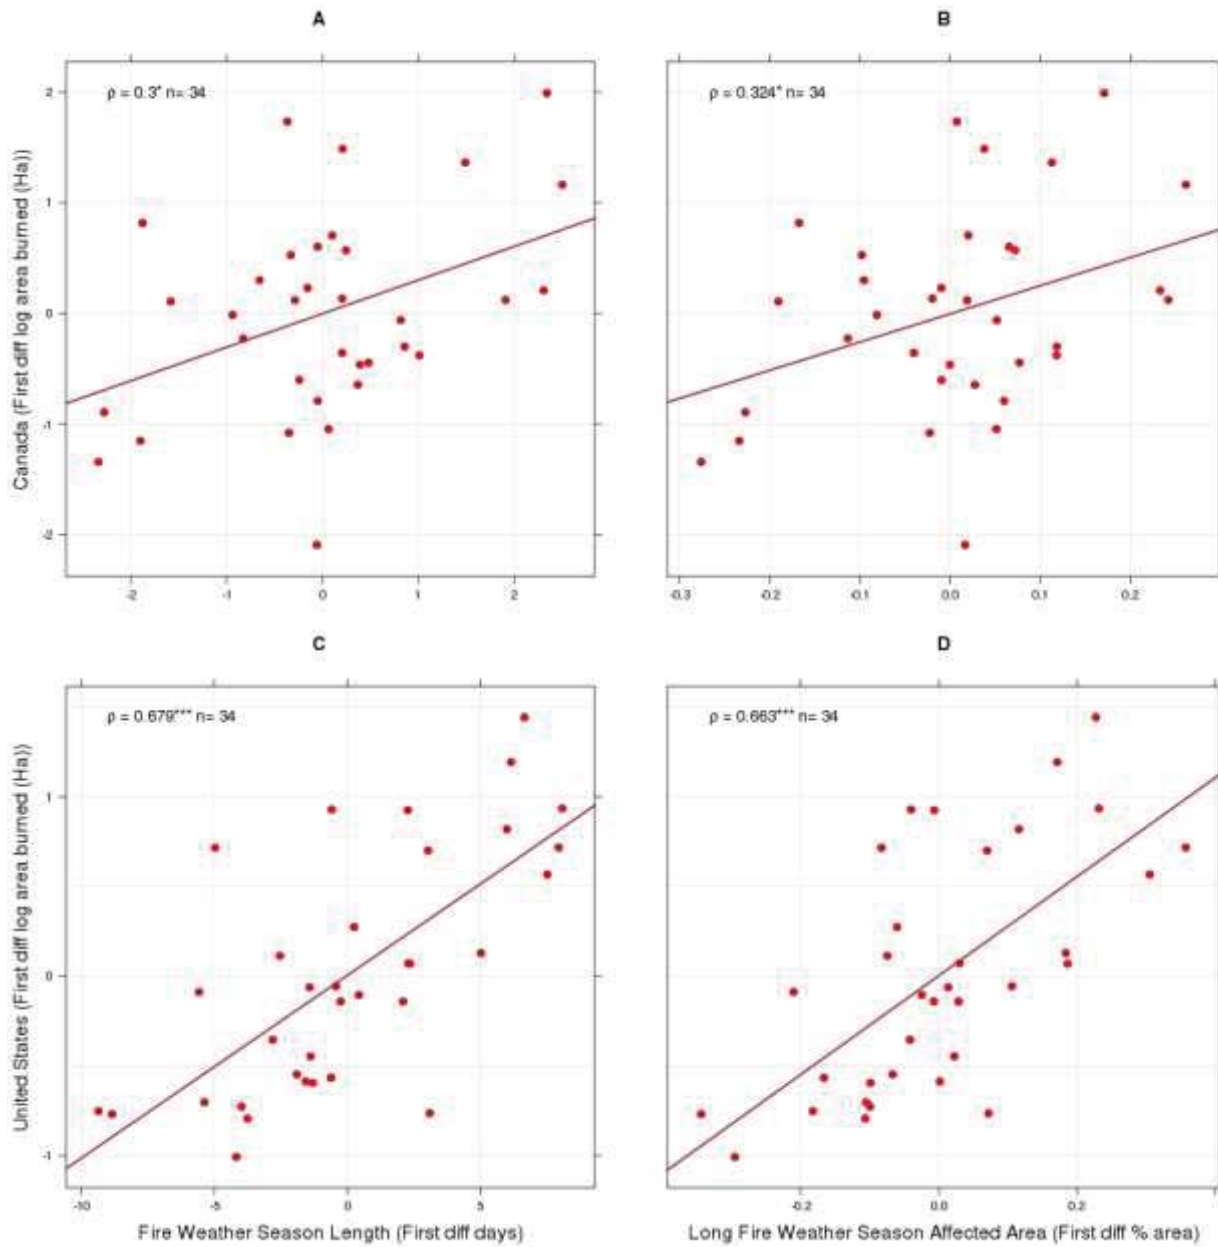 A
B
ρ = 0.3* n= 34
ρ = 0.324* n= 34
Canada (First diff log area burned (Ha))
2
1
0
-1
-2
-2
-1
0
1
2
-0.3
-0.2
-0.1
0.0
0.1
0.2
C
D
ρ = 0.679*** n= 34
ρ = 0.663*** n= 34
United States (First diff log area burned (Ha))
1
0
-1
-10
-5
0
5
-0.2
0.0
0.2
Fire Weather Season Length (First diff days)
Long Fire Weather Season Affected Area (First diff % area)